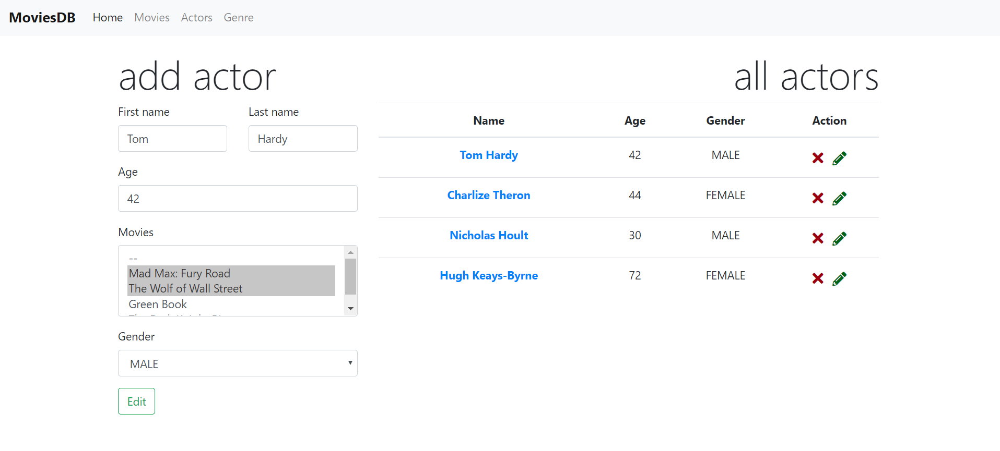 MoviesDB Home Movies Actors Genre
add actor
First name Last name
Tom Hardy
Age
42
Movies
--
Mad Max: Fury Road
The Wolf of Wall Street
Green Book
Gender
MALE
Edit
all actors
Name Age Gender Action
Tom Hardy 42 MALE
Charlize Theron 44 FEMALE
Nicholas Hoult 30 MALE
Hugh Keays-Byrne 72 FEMALE